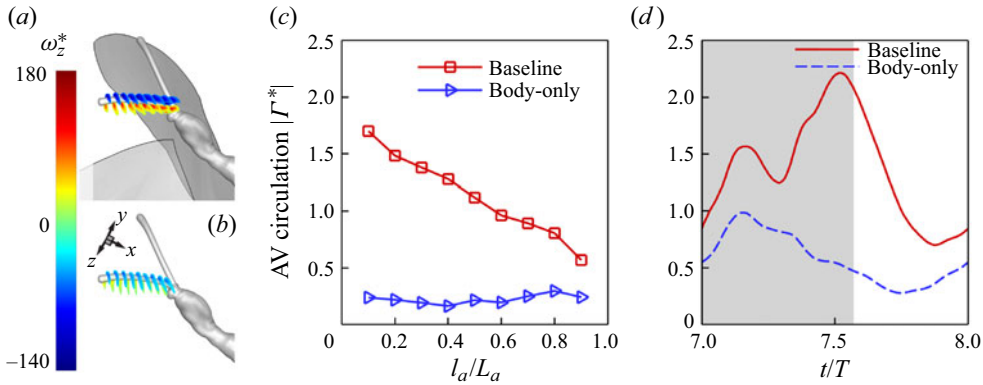 (a)
ω*z
180
0
−140
(b)
y
x
z
(c)
2.5
2.0
1.5
1.0
0.5
0
AV circulation |Γ*|
Baseline
Body-only
0.2 0.4 0.6 0.8 1.0
la/La
(d)
2.5
2.0
1.5
1.0
0.5
0
Baseline
Body-only
7.0 7.5 8.0
t/T